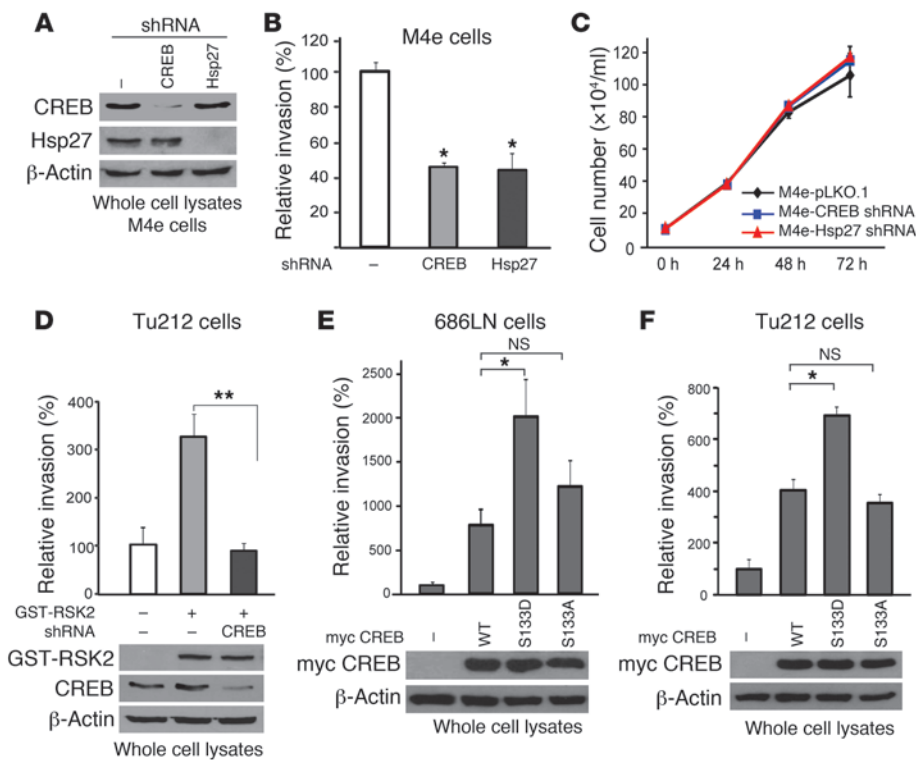 A
shRNA
– CREB Hsp27
CREB
Hsp27
β-Actin
Whole cell lysates
M4e cells
B
M4e cells
Relative invasion (%)
120
100
80
60
40
20
*
*
shRNA – CREB Hsp27
C
Cell number (×10⁴/ml)
120
100
80
60
40
20
0
M4e-pLKO.1
M4e-CREB shRNA
M4e-Hsp27 shRNA
0 h 24 h 48 h 72 h
D
Tu212 cells
Relative invasion (%)
400
300
200
100
0
**
GST-RSK2 – + +
shRNA – – CREB
GST-RSK2
CREB
β-Actin
Whole cell lysates
E
686LN cells
NS
*
Relative invasion (%)
2500
2000
1500
1000
500
0
myc CREB – WT S133D S133A
myc CREB
β-Actin
Whole cell lysates
F
Tu212 cells
NS
*
Relative invasion (%)
800
600
400
200
0
myc CREB – WT S133D S133A
myc CREB
β-Actin
Whole cell lysates